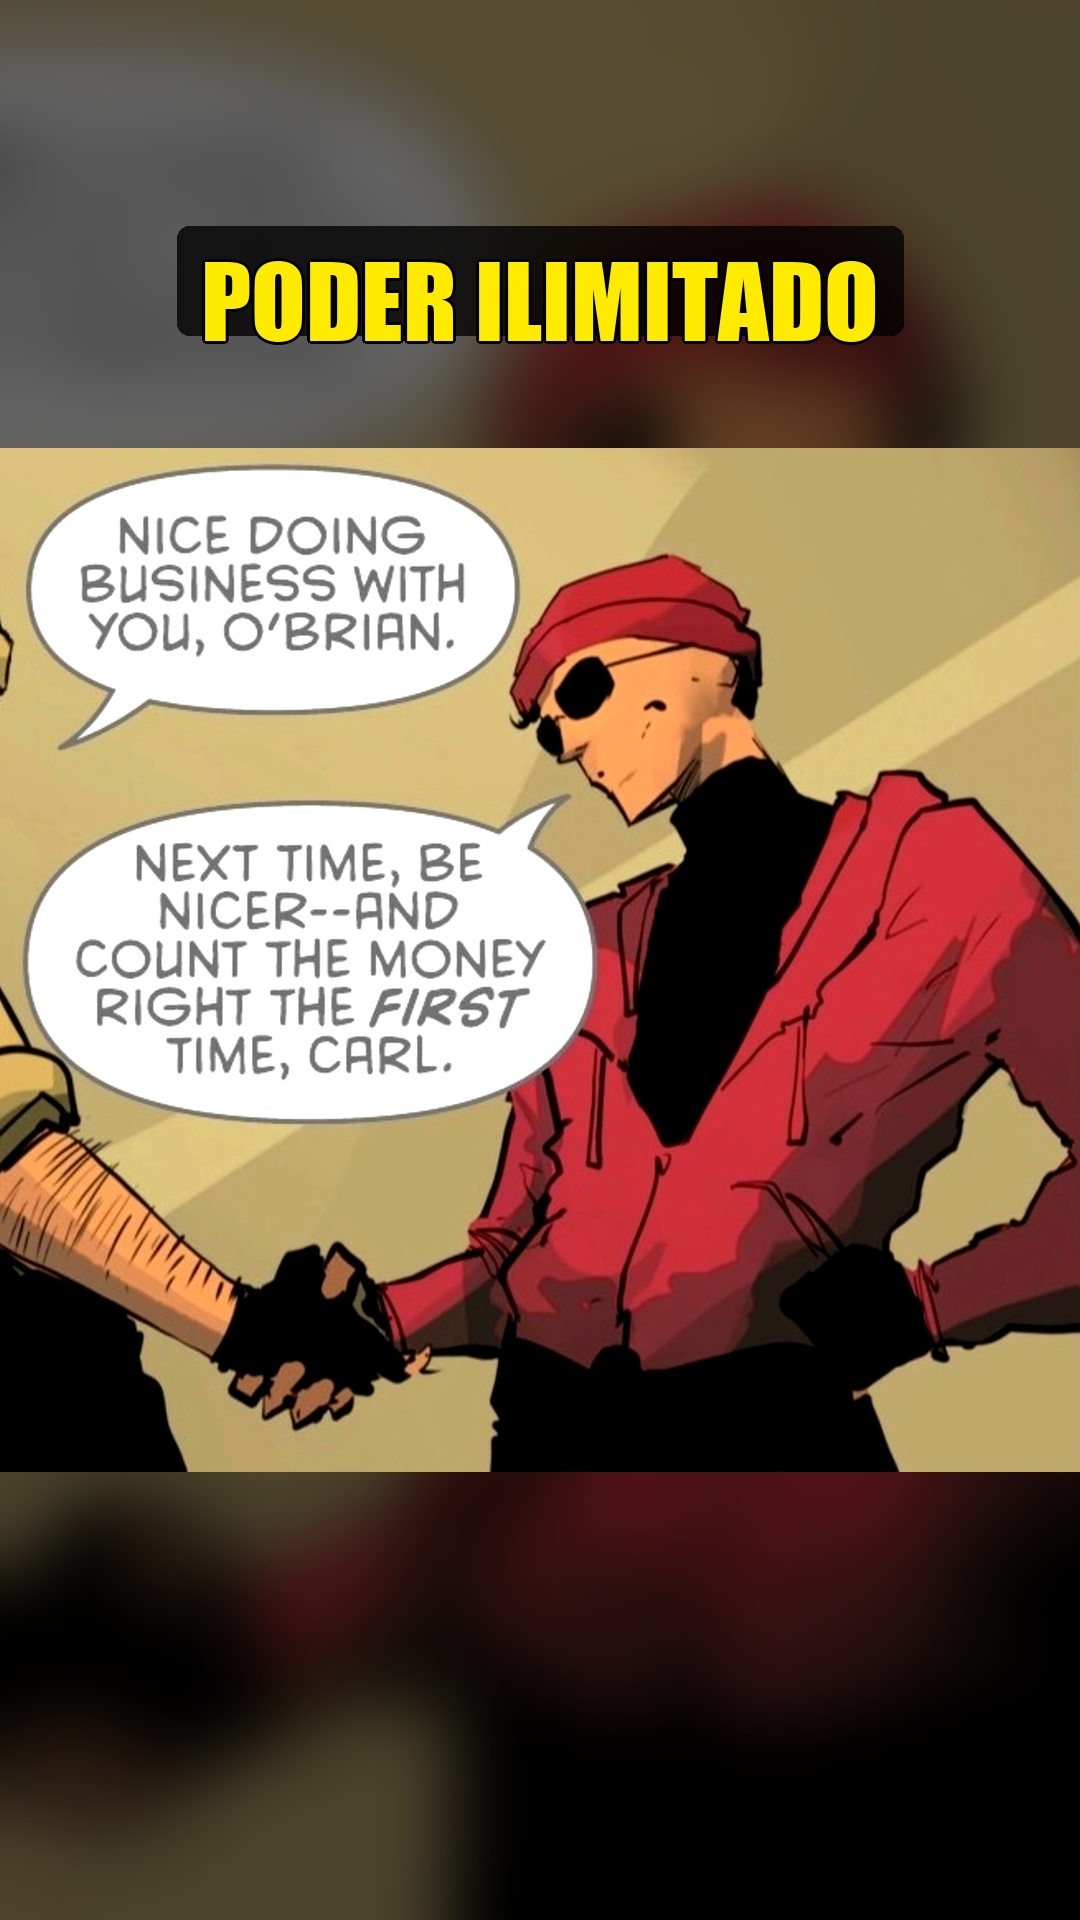 PODER ILIMITADO
NICE DOING
BUSINESS WITH
YOU, O'BRIAN.
NEXT TIME, BE
NICER--AND
COUNT THE MONEY
RIGHT THE FIRST
TIME, CARL.